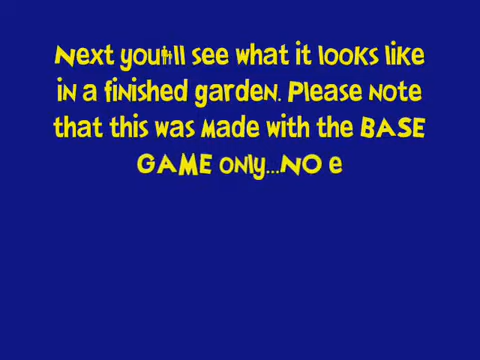 Next you††ll see what it looks like
in a finished garden. Please note
that this was made with the BASE
GAME only...NO e